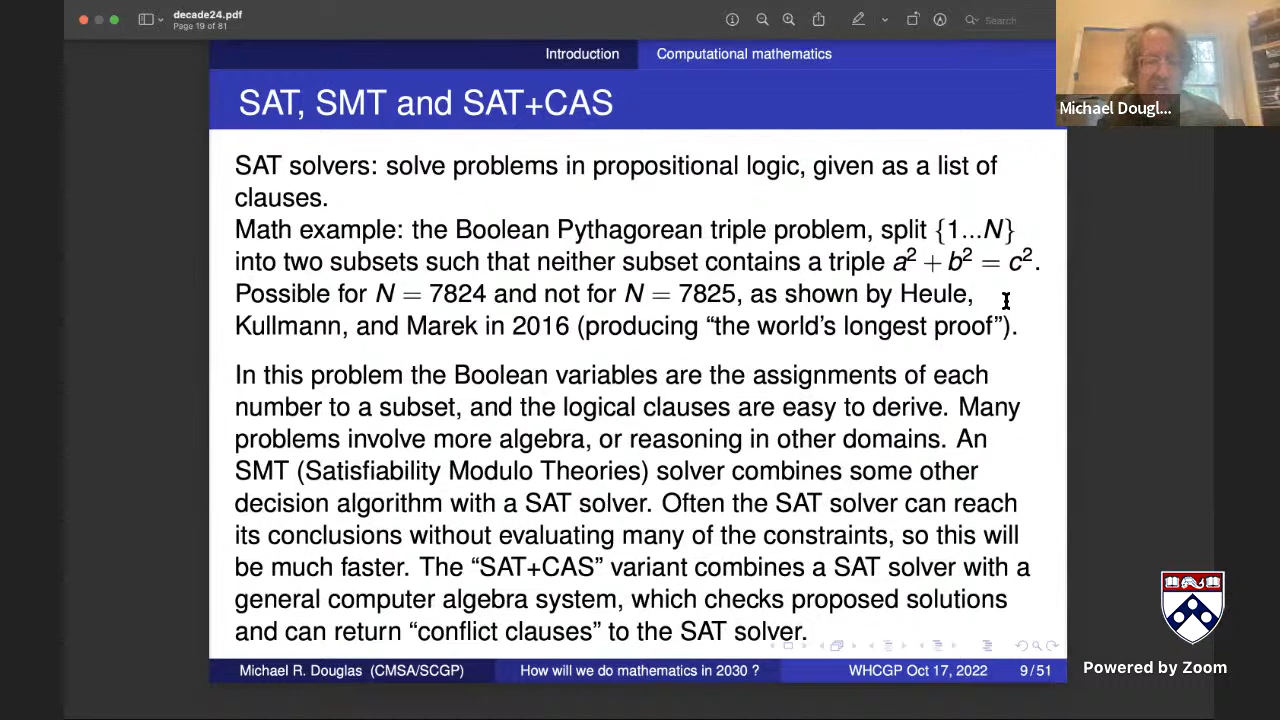 decade24.pdf
Page 19 of 81
Search
Michael Dougl...
Introduction
Computational mathematics
SAT, SMT and SAT+CAS
SAT solvers: solve problems in propositional logic, given as a list of
clauses.
Math example: the Boolean Pythagorean triple problem, split {1...N}
into two subsets such that neither subset contains a triple a² + b² = c².
Possible for N = 7824 and not for N = 7825, as shown by Heule,
Kullmann, and Marek in 2016 (producing “the world’s longest proof”).
In this problem the Boolean variables are the assignments of each
number to a subset, and the logical clauses are easy to derive. Many
problems involve more algebra, or reasoning in other domains. An
SMT (Satisfiability Modulo Theories) solver combines some other
decision algorithm with a SAT solver. Often the SAT solver can reach
its conclusions without evaluating many of the constraints, so this will
be much faster. The “SAT+CAS” variant combines a SAT solver with a
general computer algebra system, which checks proposed solutions
and can return “conflict clauses” to the SAT solver.
Michael R. Douglas (CMSA/SCGP)
How will we do mathematics in 2030 ?
WHCGP Oct 17, 2022
9 / 51
Powered by Zoom